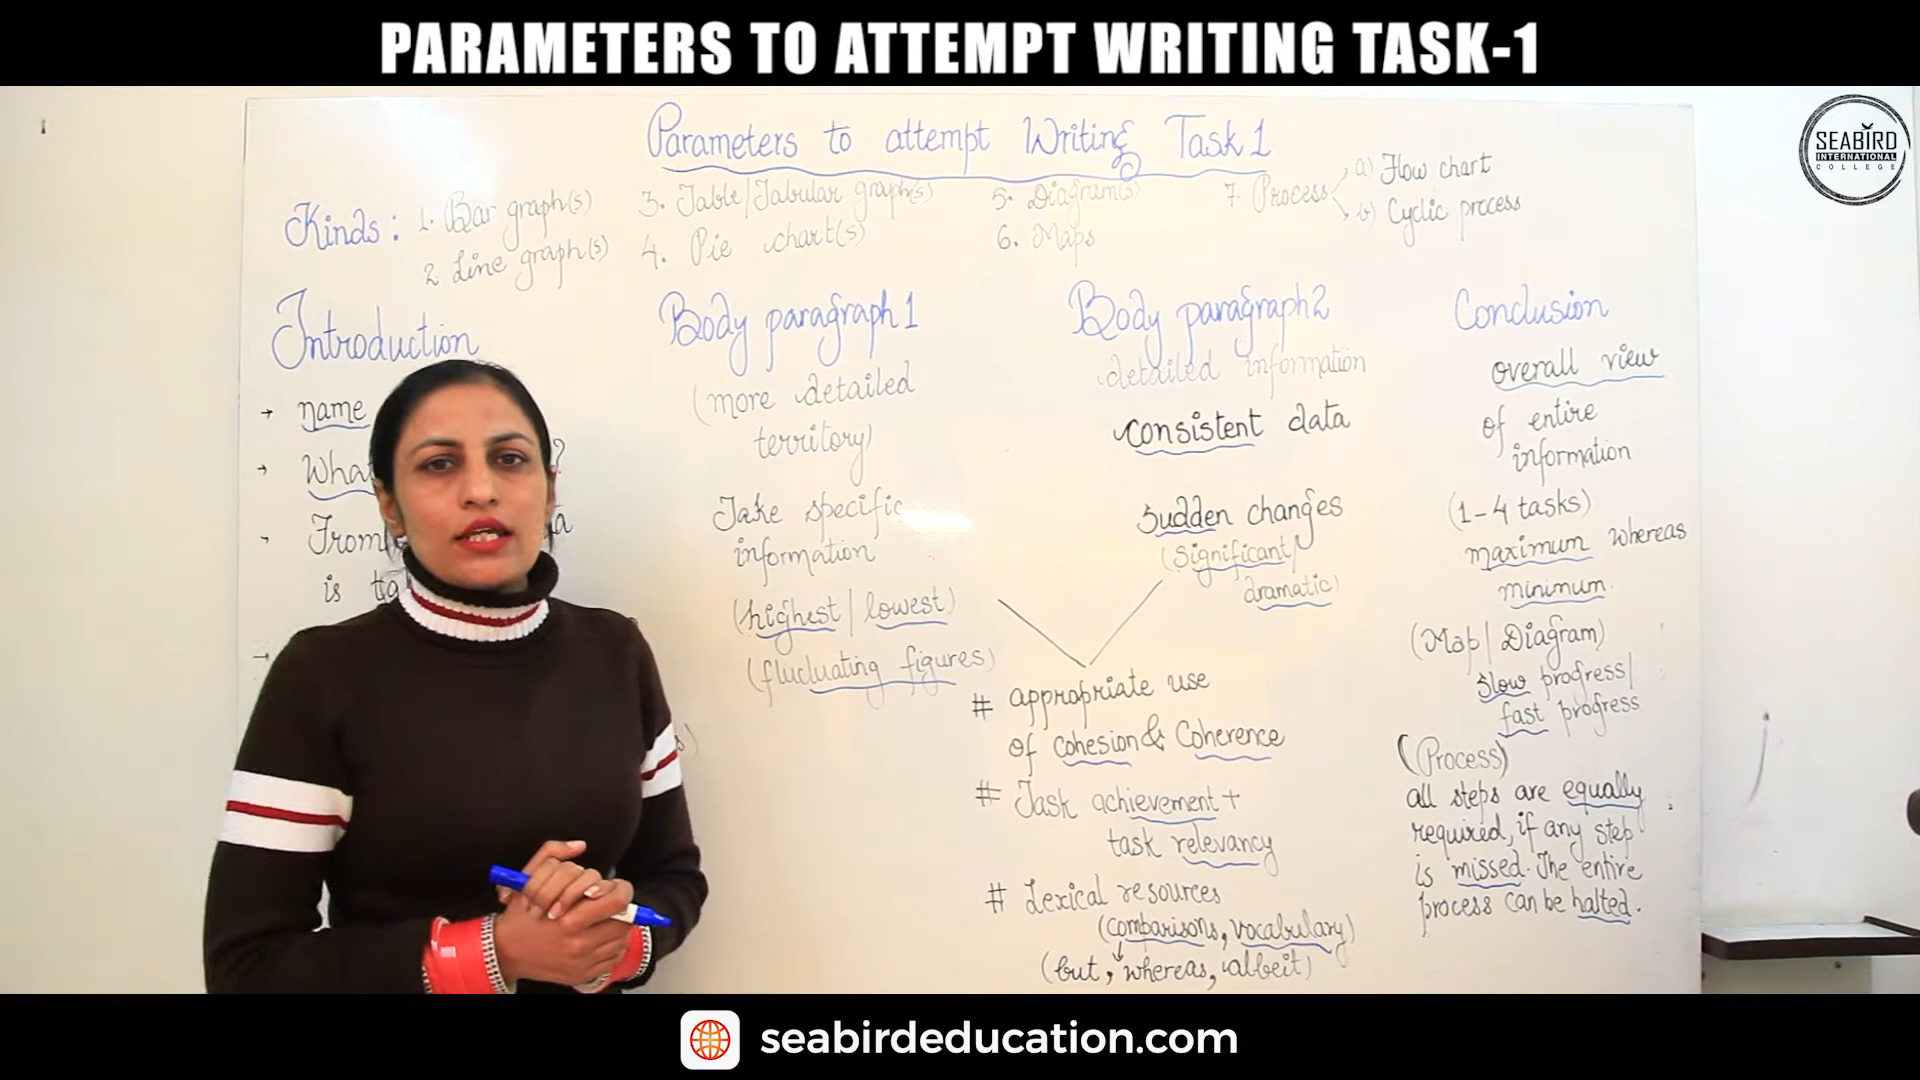 PARAMETERS TO ATTEMPT WRITING TASK-1
SEABIRD
INTERNATIONAL
COLLEGE
Parameters to attempt Writing Task 1
Kinds: 1. Bar graph(s)
2. Line graph(s)
3. Table/Tabular graph(s)
4. Pie chart(s)
5. Diagram(s)
6. Maps
7. Process
a) Flow chart
b) Cyclic process
Introduction
→ name
→ What ?
→ From
is
→
Body paragraph 1
(more detailed
territory)
Take specific
information
(highest/lowest)
(fluctuating figures)
Body paragraph 2
detailed information
consistent data
Sudden changes
(Significant/
dramatic)
# appropriate use
of cohesion & Coherence
# Task achievement +
task relevancy
# Lexical resources
(comparisons, vocabulary)
(but, whereas, albeit)
Conclusion
overall view
of entire
information
(1-4 tasks)
maximum whereas
minimum.
(Map/Diagram)
slow progress/
fast progress
(Process)
all steps are equally
required, if any step
is missed. The entire
process can be halted.
seabirdeducation.com